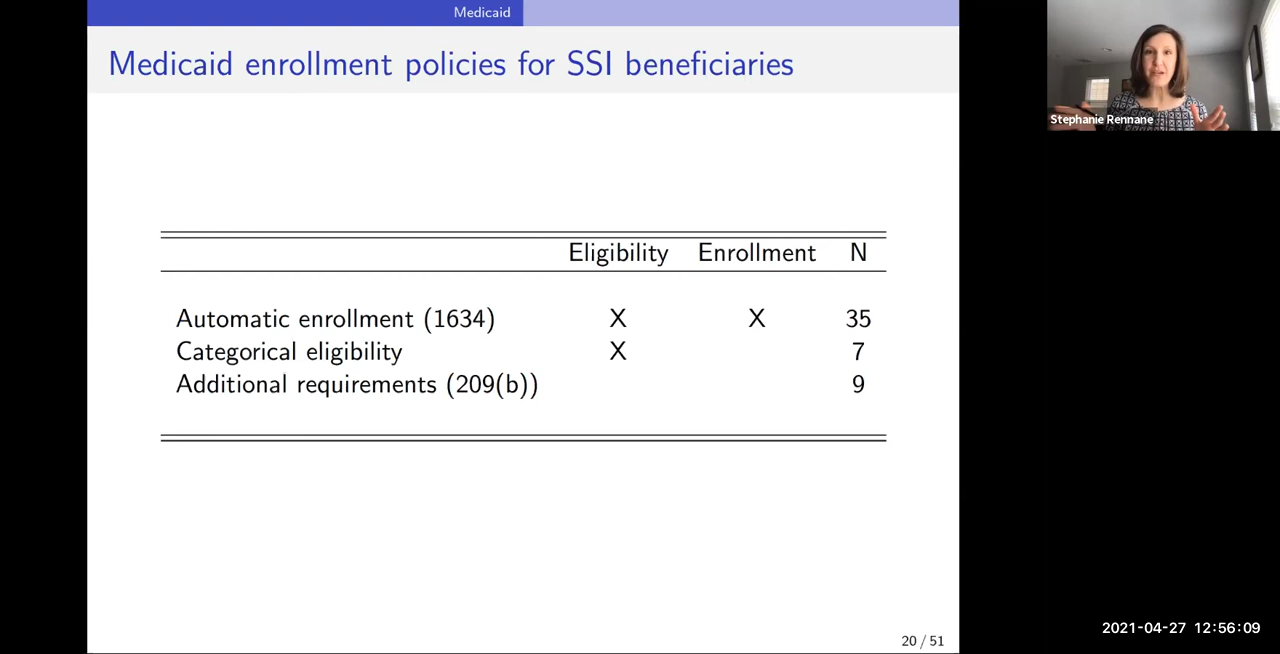 Medicaid
Medicaid enrollment policies for SSI beneficiaries
Stephanie Rennane
Eligibility Enrollment N
Automatic enrollment (1634) X X 35
Categorical eligibility X 7
Additional requirements (209(b)) 9
20 / 51
2021-04-27 12:56:09